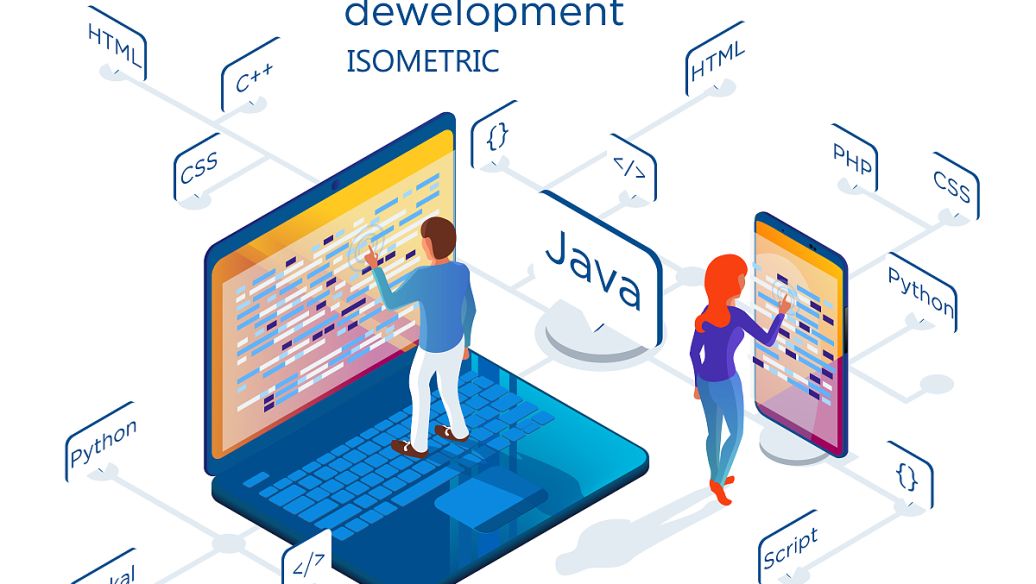 dewelopment
ISOMETRIC
HTML
C++
CSS
{}
</>
HTML
PHP
CSS
Java
Python
Python
{}
Script
</>